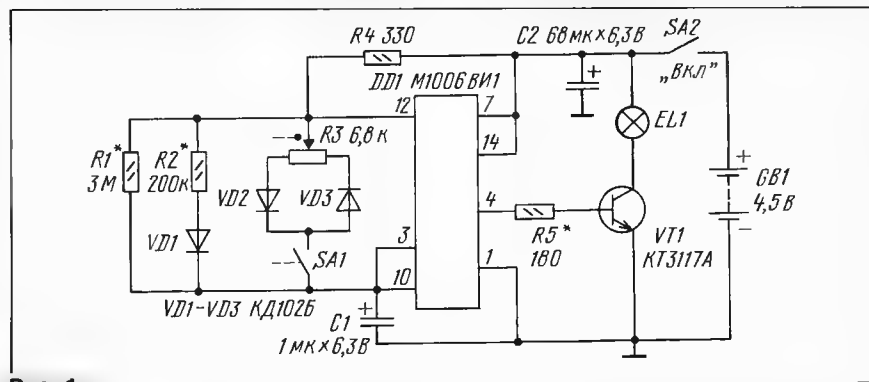 R4 330
C2 68мк×6,3В
SA2
„Вкл"
DD1 М1006ВИ1
12
7
14
4
3
10
1
R1*
3М
R2*
200к
R3 6,8к
VD2
VD3
VD1
SA1
EL1
GB1
4,5В
+
−
R5*
180
VT1
КТ3117А
VD1-VD3 КД102Б
+
C1
1мк×6,3В
+